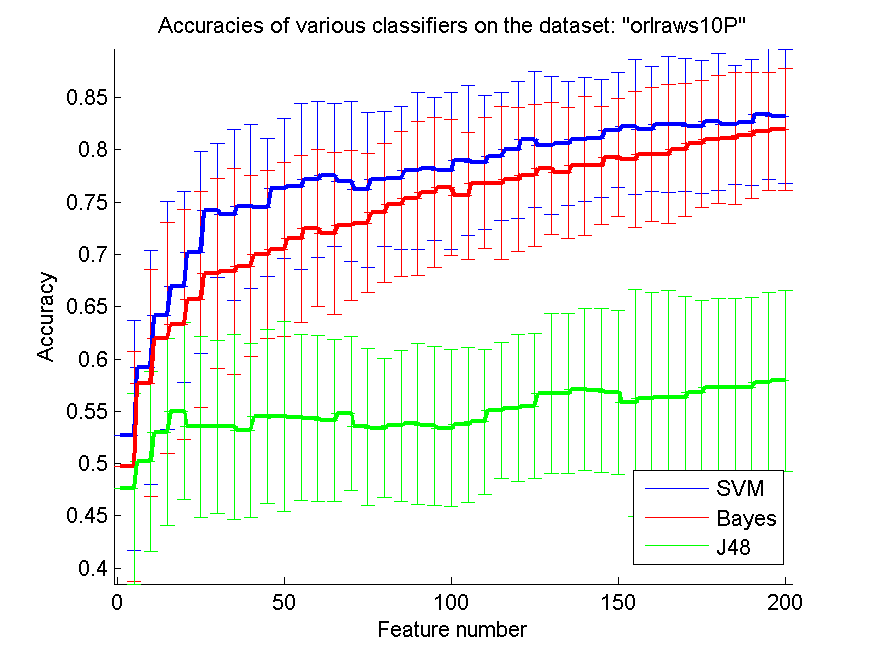 Accuracies of various classifiers on the dataset: "orlraws10P"
0.85
0.8
0.75
0.7
0.65
0.6
0.55
0.5
0.45
0.4
Accuracy
SVM
Bayes
J48
0 50 100 150 200
Feature number